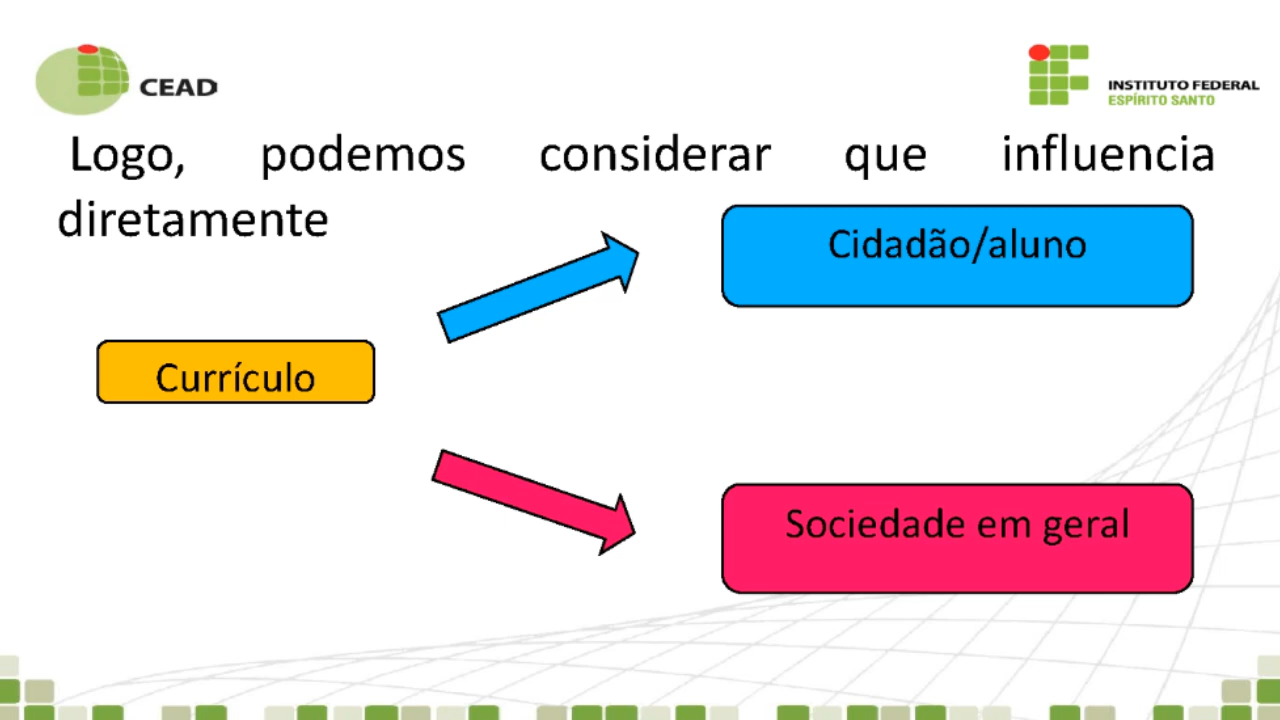 CEAD
INSTITUTO FEDERAL
ESPÍRITO SANTO
Logo, podemos considerar que influencia
diretamente
Cidadão/aluno
Currículo
Sociedade em geral